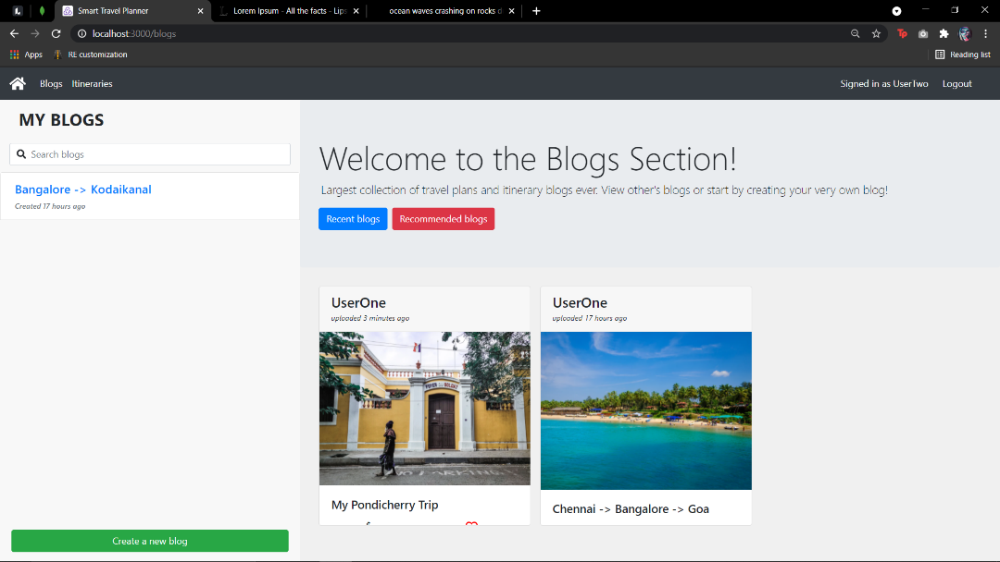 Smart Travel Planner
Lorem Ipsum - All the facts - Lips
ocean waves crashing on rocks d
localhost:3000/blogs
Apps
RE customization
Reading list
Blogs
Itineraries
Signed in as UserTwo
Logout
MY BLOGS
Search blogs
Bangalore -> Kodaikanal
Created 17 hours ago
Create a new blog
Welcome to the Blogs Section!
Largest collection of travel plans and itinerary blogs ever. View other's blogs or start by creating your very own blog!
Recent blogs
Recommended blogs
UserOne
uploaded 3 minutes ago
NO PARKING
My Pondicherry Trip
UserOne
uploaded 17 hours ago
Chennai -> Bangalore -> Goa